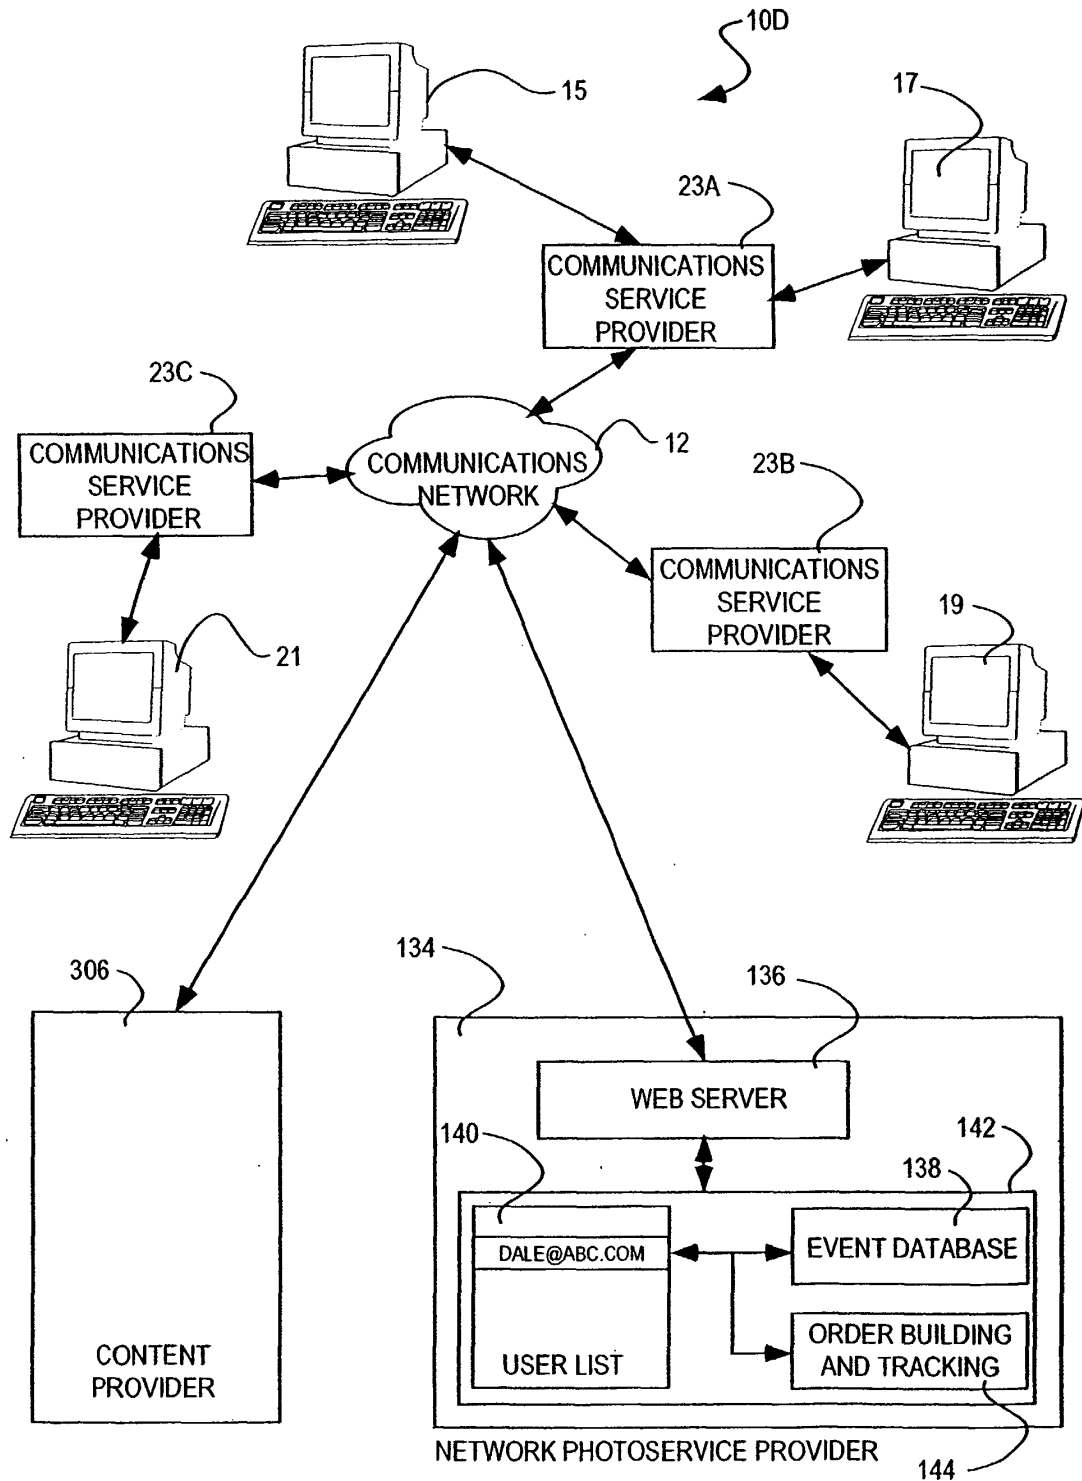 10D
15
17
23A
COMMUNICATIONS
SERVICE
PROVIDER
23C
COMMUNICATIONS
SERVICE
PROVIDER
COMMUNICATIONS
NETWORK
12
23B
COMMUNICATIONS
SERVICE
PROVIDER
19
21
306
134
136
WEB SERVER
140
142
138
DALE@ABC.COM
EVENT DATABASE
ORDER BUILDING
AND TRACKING
USER LIST
CONTENT
PROVIDER
NETWORK PHOTOSERVICE PROVIDER
144